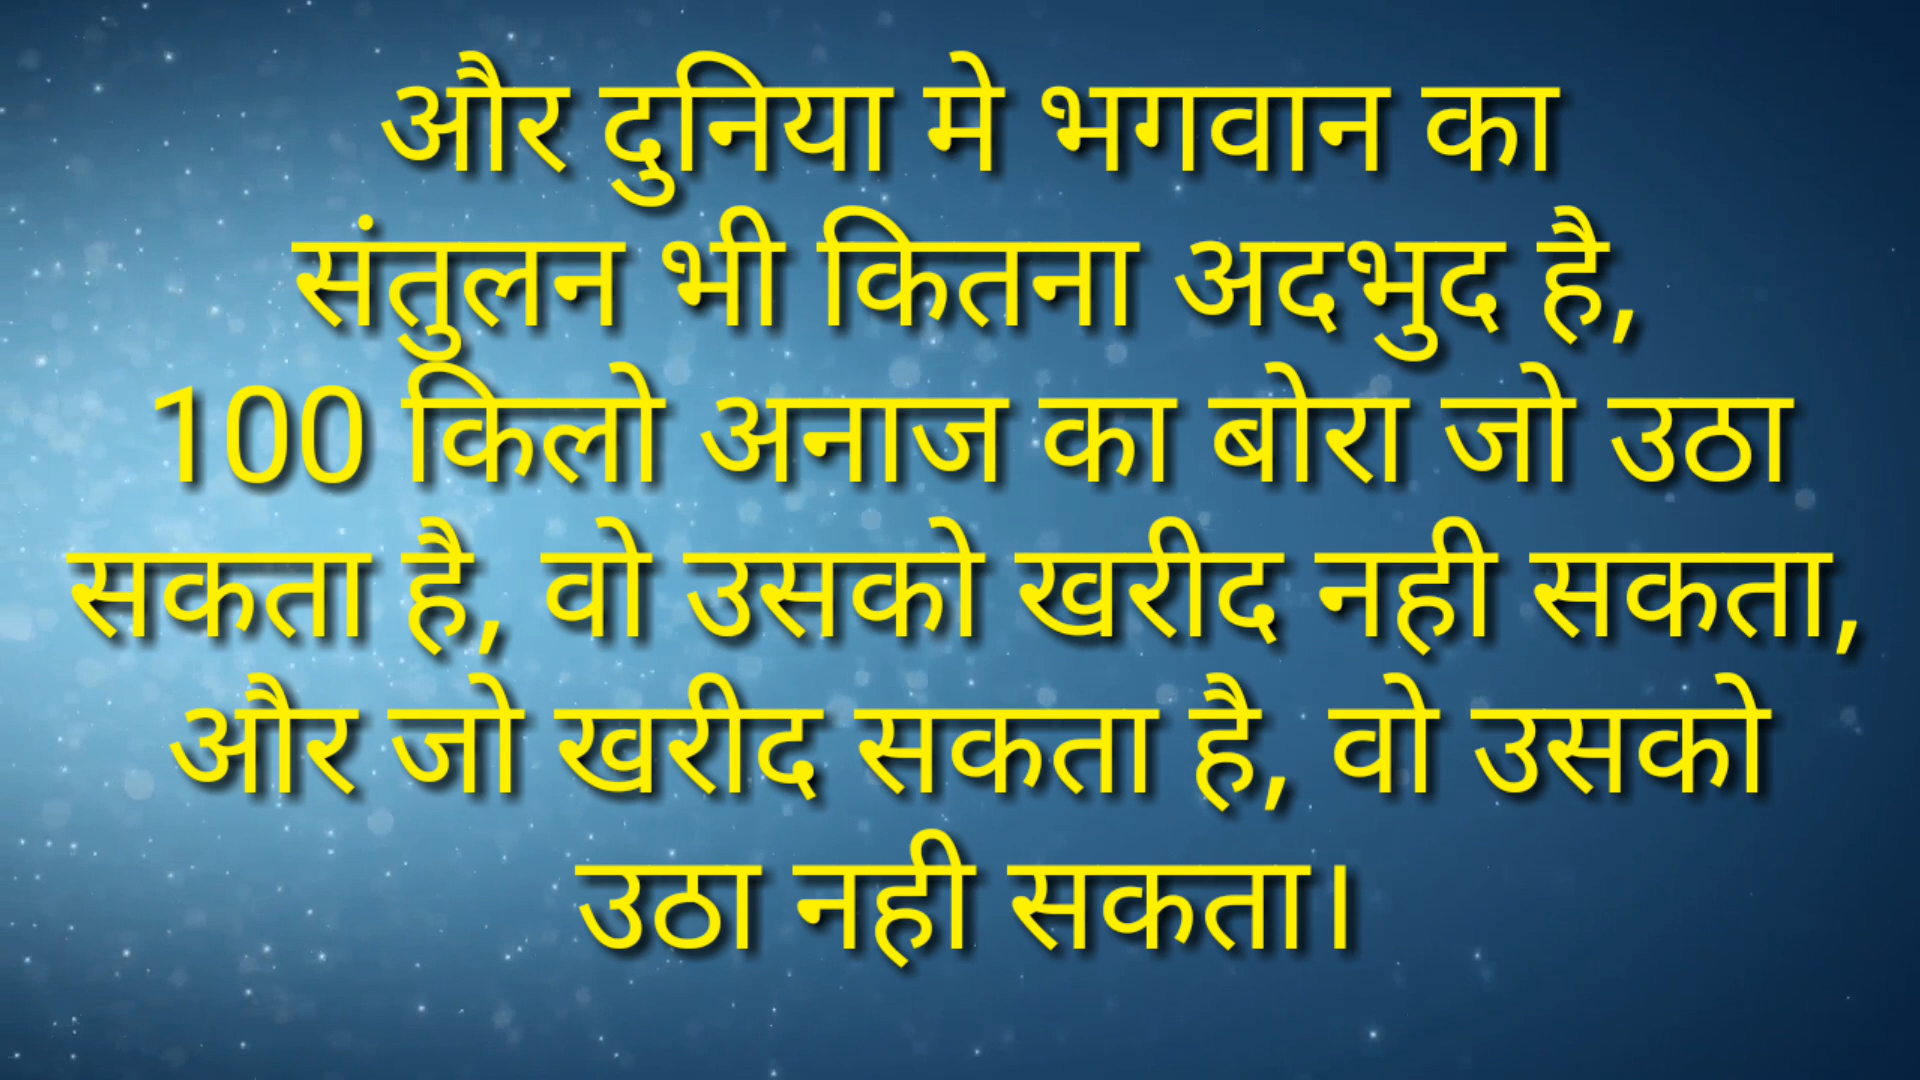 और दुनिया मे भगवान का
संतुलन भी कितना अदभुद है,
100 किलो अनाज का बोरा जो उठा
सकता है, वो उसको खरीद नही सकता,
और जो खरीद सकता है, वो उसको
उठा नही सकता।